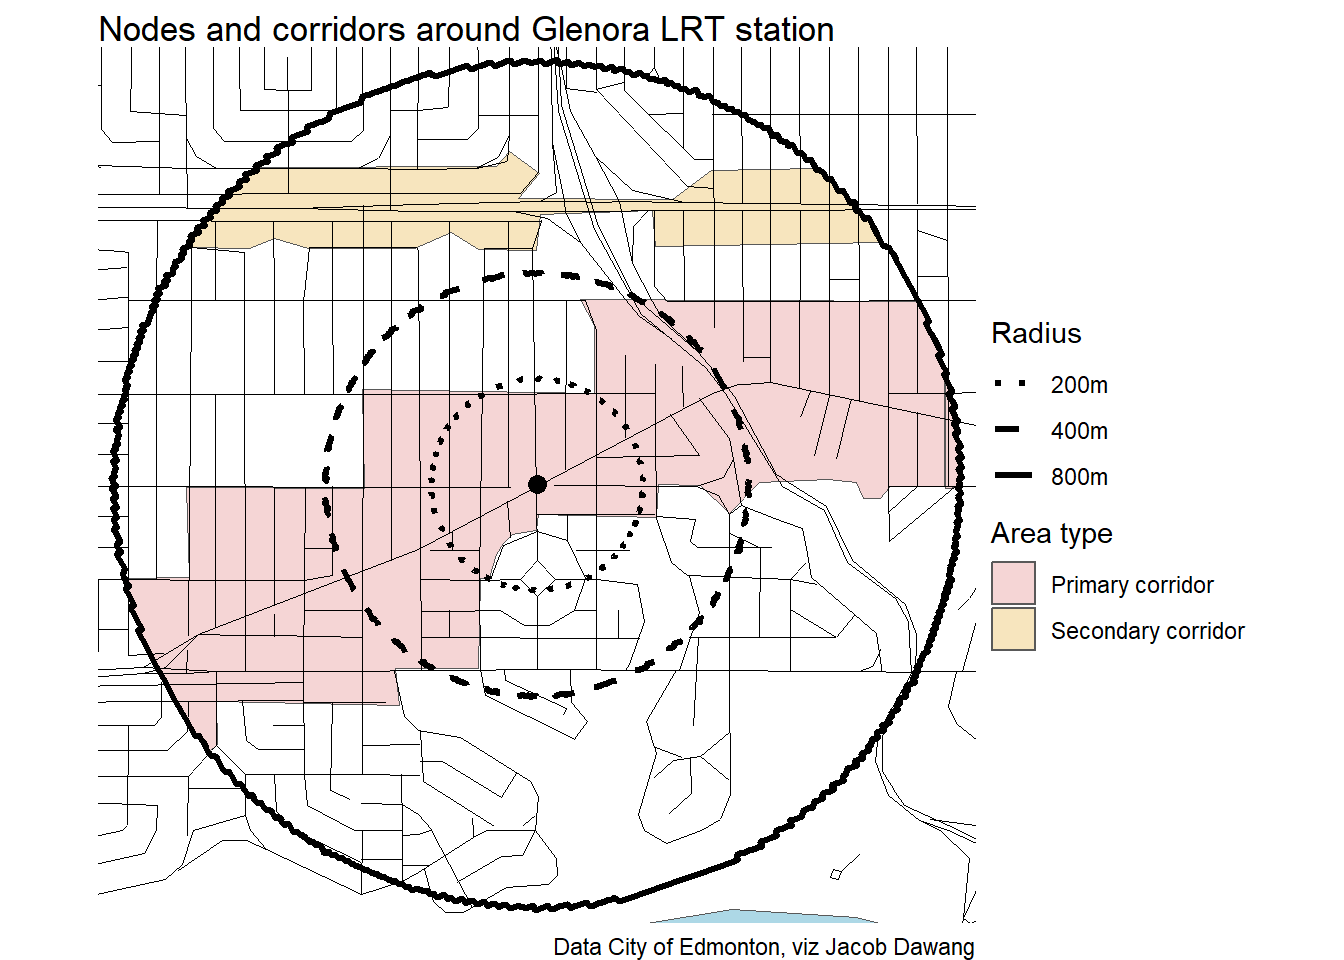 Nodes and corridors around Glenora LRT station
Radius
200m
400m
800m
Area type
Primary corridor
Secondary corridor
Data City of Edmonton, viz Jacob Dawang